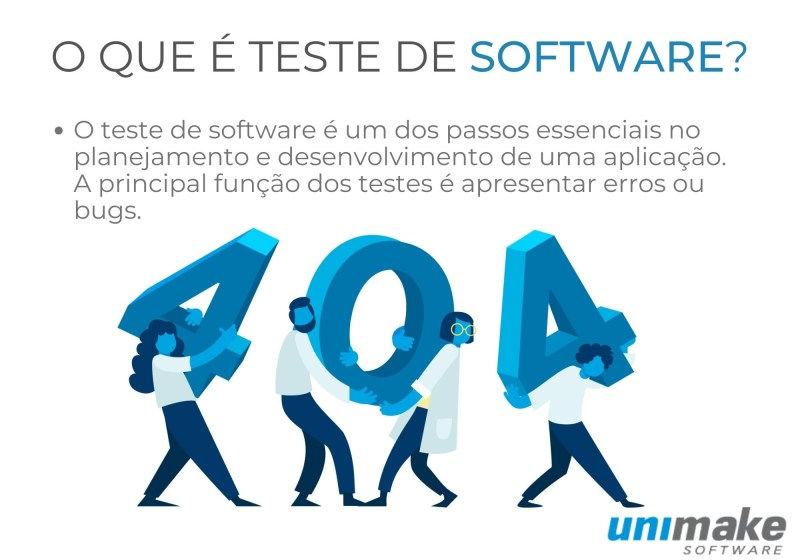 O QUE É TESTE DE SOFTWARE?
• O teste de software é um dos passos essenciais no
planejamento e desenvolvimento de uma aplicação.
A principal função dos testes é apresentar erros ou
bugs.
404
unimake
SOFTWARE